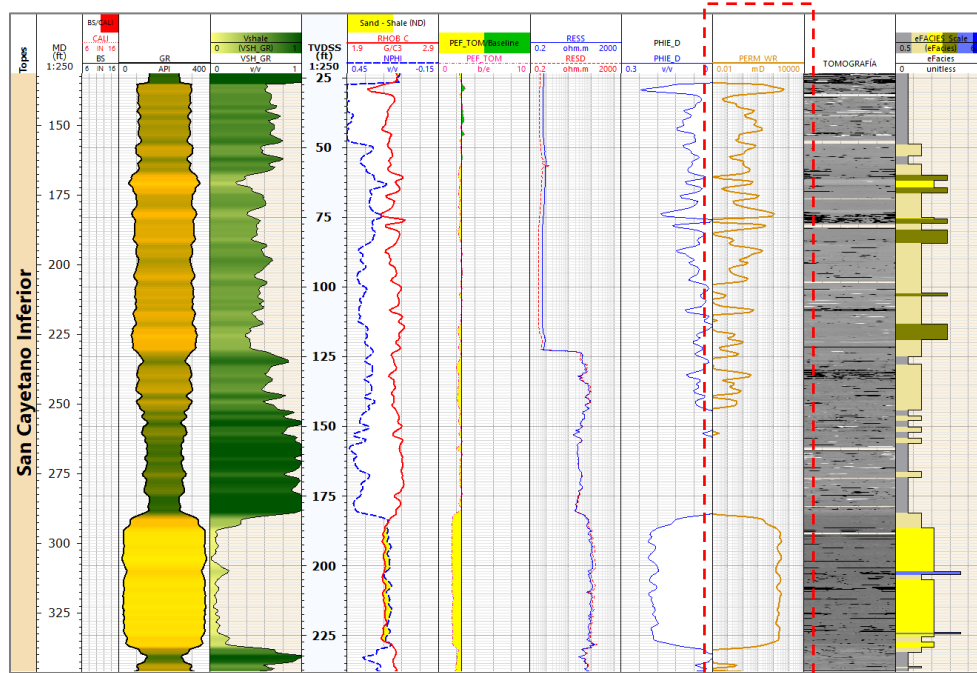 Topes
MD
(ft)
1:250
BS/CALI
CALI
6 IN 16
BS
6 IN 16
GR
0 API 400
Vshale
(VSH_GR)
VSH_GR
0 v/v 1
TVDSS
(ft)
1:250
Sand - Shale (ND)
RHOB_C
1.9 G/C3 2.9
NPHI
0.45 v/v -0.15
PEF_TOM/Baseline
PEF_TOM
0 b/e 10
RESS
0.2 ohm.m 2000
RESD
0.2 ohm.m 2000
PHIE_D
PHIE_D
0.3 v/v
PERM_WR
0.01 mD 10000
TOMOGRAFÍA
eFACIES_Scale
0.5 (eFacies) 6
eFacies
0 unitless
San Cayetano Inferior
150
175
200
225
250
275
300
325
25
50
75
100
125
150
175
200
225